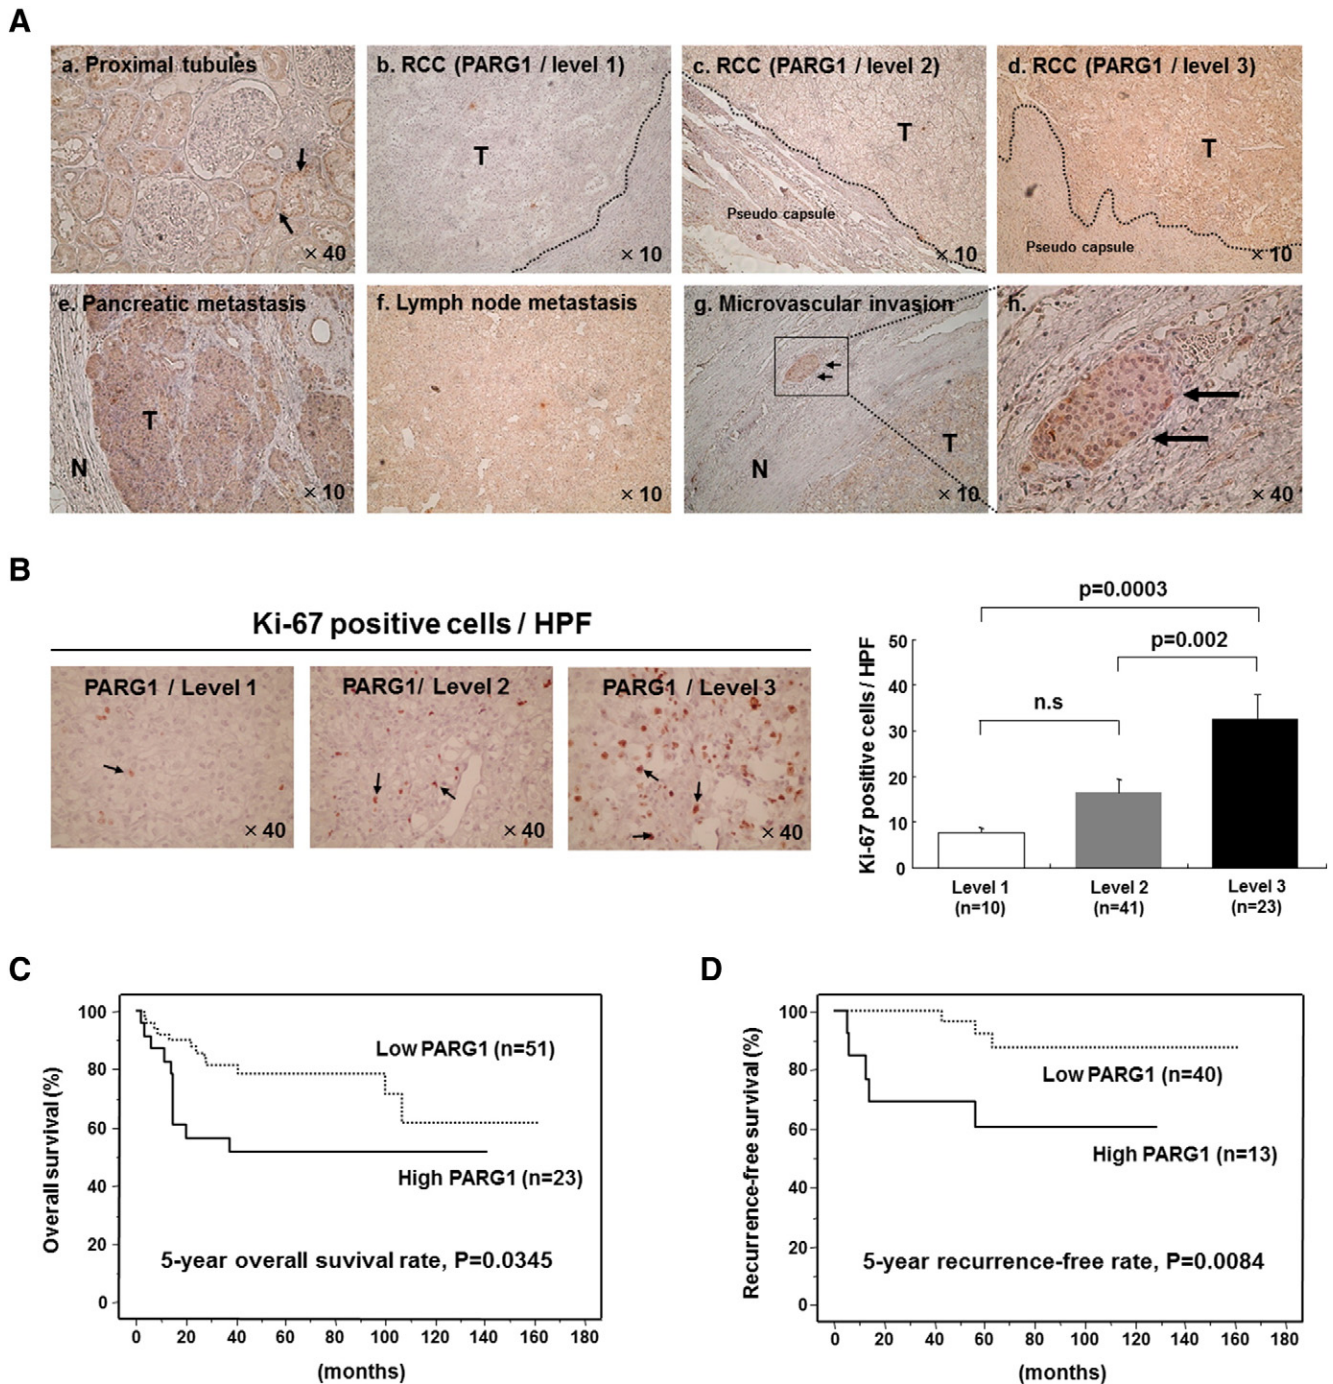 A
a. Proximal tubules
× 40
b. RCC (PARG1 / level 1)
T
× 10
c. RCC (PARG1 / level 2)
T
Pseudo capsule
× 10
d. RCC (PARG1 / level 3)
T
Pseudo capsule
× 10
e. Pancreatic metastasis
T
N
× 10
f. Lymph node metastasis
× 10
g. Microvascular invasion
N
T
× 10
h.
× 40
B
Ki-67 positive cells / HPF
PARG1 / Level 1
× 40
PARG1/ Level 2
× 40
PARG1 / Level 3
× 40
p=0.0003
p=0.002
n.s
Ki-67 positive cells / HPF
50
40
30
20
10
0
Level 1
(n=10)
Level 2
(n=41)
Level 3
(n=23)
C
Overall survival (%)
100
80
60
40
20
0
Low PARG1 (n=51)
High PARG1 (n=23)
5-year overall suvival rate, P=0.0345
0 20 40 60 80 100 120 140 160 180
(months)
D
Recurrence-free survival (%)
100
80
60
40
20
0
Low PARG1 (n=40)
High PARG1 (n=13)
5-year recurrence-free rate, P=0.0084
0 20 40 60 80 100 120 140 160 180
(months)